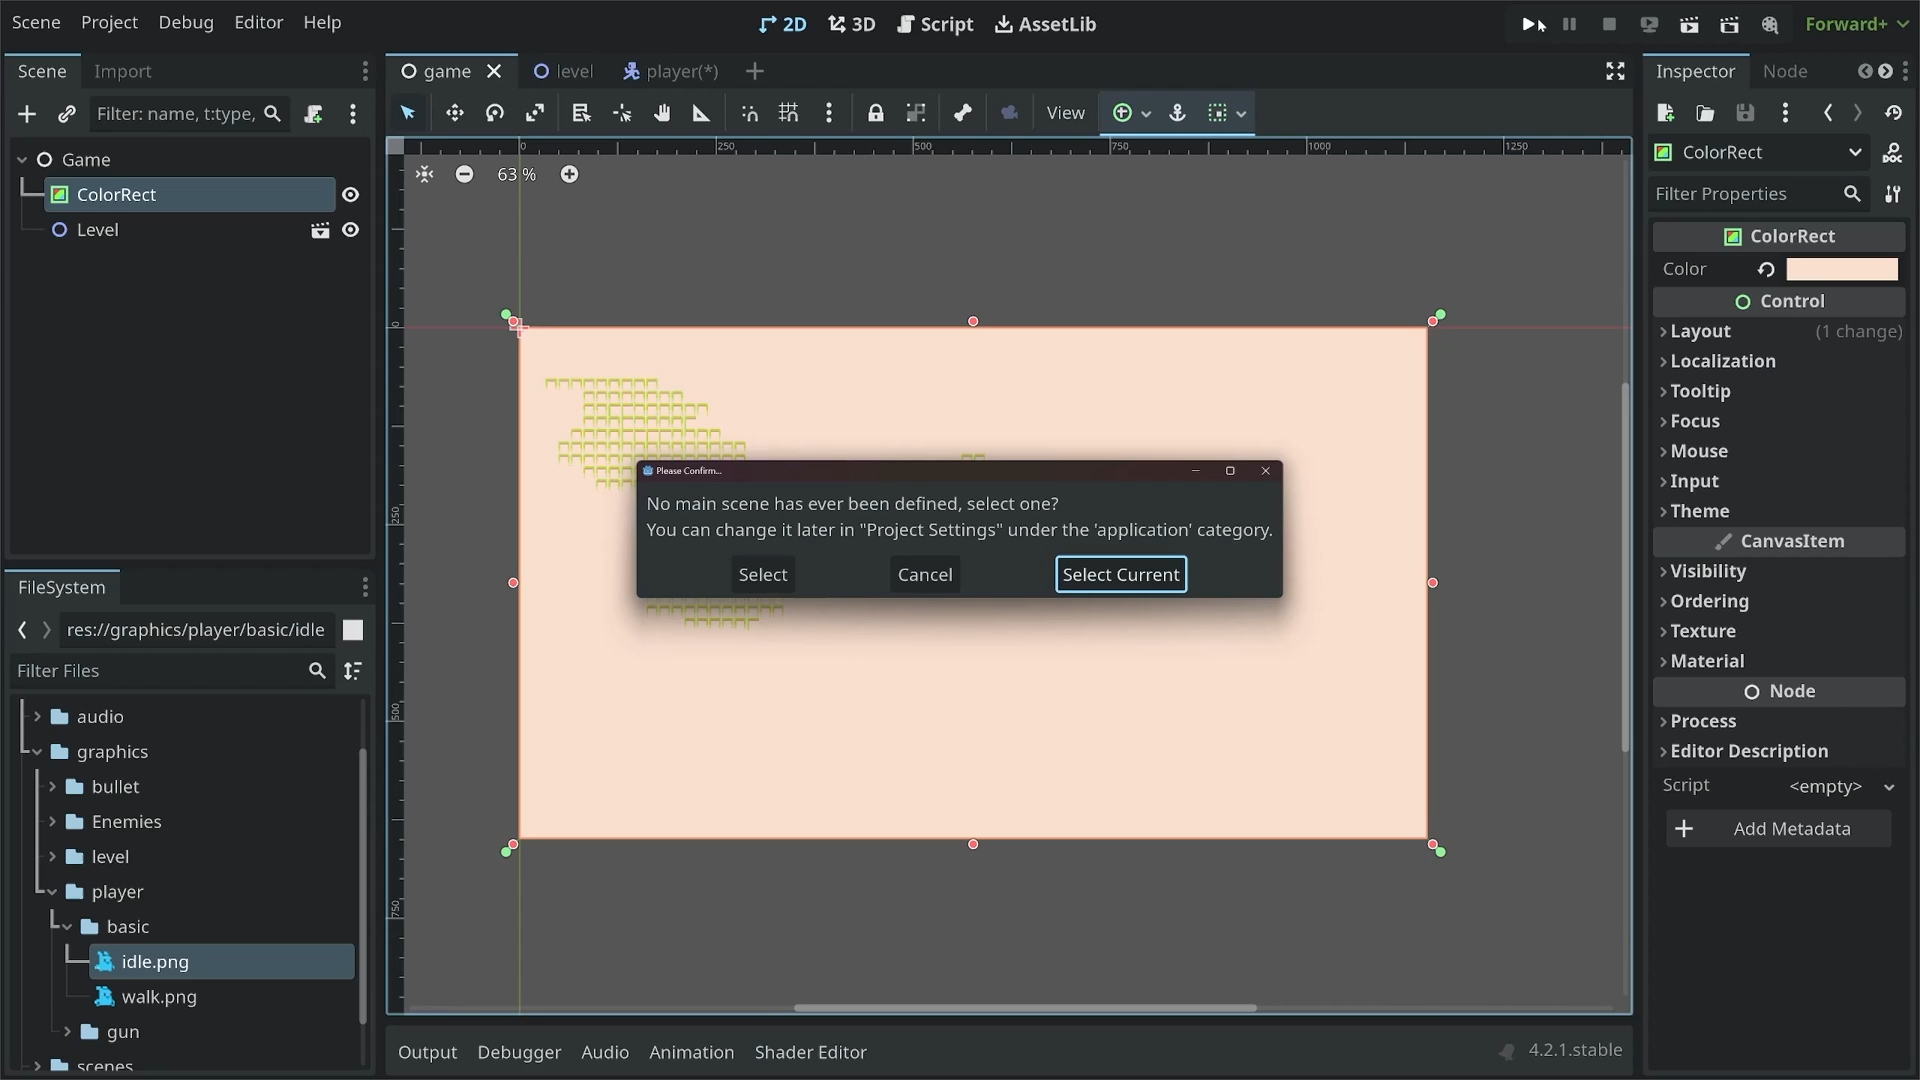 Scene
Project
Debug
Editor
Help
2D
3D
Script
AssetLib
Forward+
Scene
Import
Filter: name, t:type,
Game
ColorRect
Level
game
level
player(*)
View
0
250
500
750
1000
1250
63 %
0
250
500
750
Please Confirm...
No main scene has ever been defined, select one?
You can change it later in "Project Settings" under the 'application' category.
Select
Cancel
Select Current
FileSystem
res://graphics/player/basic/idle
Filter Files
audio
graphics
bullet
Enemies
level
player
basic
idle.png
walk.png
gun
scenes
Output
Debugger
Audio
Animation
Shader Editor
4.2.1.stable
Inspector
Node
ColorRect
Filter Properties
ColorRect
Color
Control
Layout
(1 change)
Localization
Tooltip
Focus
Mouse
Input
Theme
CanvasItem
Visibility
Ordering
Texture
Material
Node
Process
Editor Description
Script
<empty>
Add Metadata